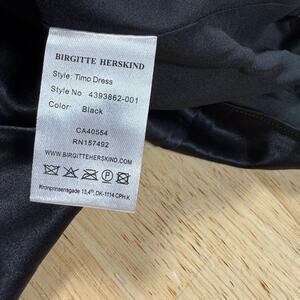 BIRGITTE HERSKIND
Style: Timo Dress
Style No 4393862-001
Color: Black
CA40554
RN157492
WWW.BIRGITTEHERSKIND.COM
Kronprinsensgade 13,4th, DK-1114 CPH.K